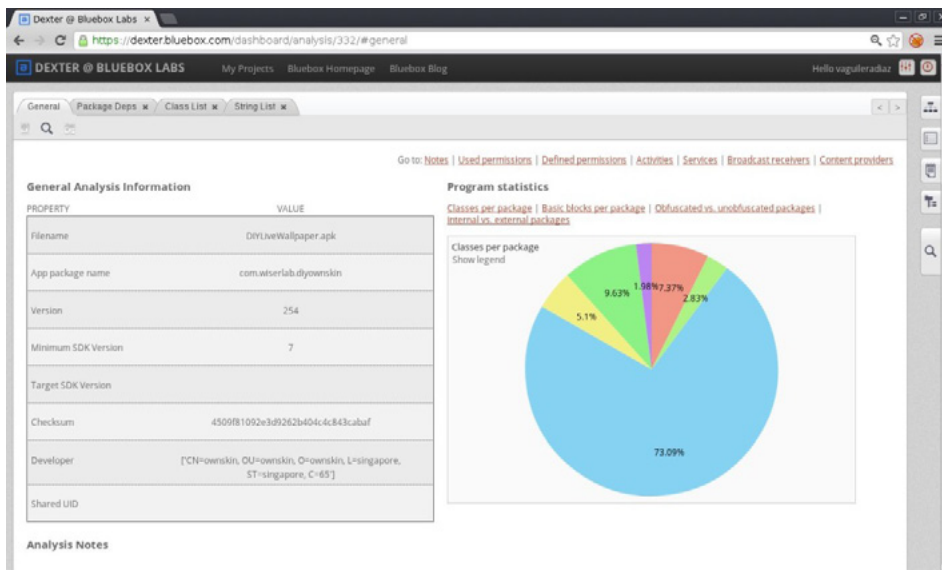 Dexter @ Bluebox Labs
https://dexter.bluebox.com/dashboard/analysis/332/#general
DEXTER @ BLUEBOX LABS My Projects Bluebox Homepage Bluebox Blog Hello vaguileradiaz
General Package Deps Class List String List
Go to: Notes | Used permissions | Defined permissions | Activities | Services | Broadcast receivers | Content providers
General Analysis Information
PROPERTY VALUE
Filename DIYLiveWallpaper.apk
App package name com.wiserlab.diyownskin
Version 254
Minimum SDK Version 7
Target SDK Version
Checksum 4509f81092e3d9262b404c4c843cabaf
Developer ['CN=ownskin, OU=ownskin, O=ownskin, L=singapore,
ST=singapore, C=65']
Shared UID
Analysis Notes
Program statistics
Classes per package | Basic blocks per package | Obfuscated vs. unobfuscated packages |
Internal vs. external packages
Classes per package
Show legend
1.98%
7.37%
2.83%
9.63%
5.1%
73.09%